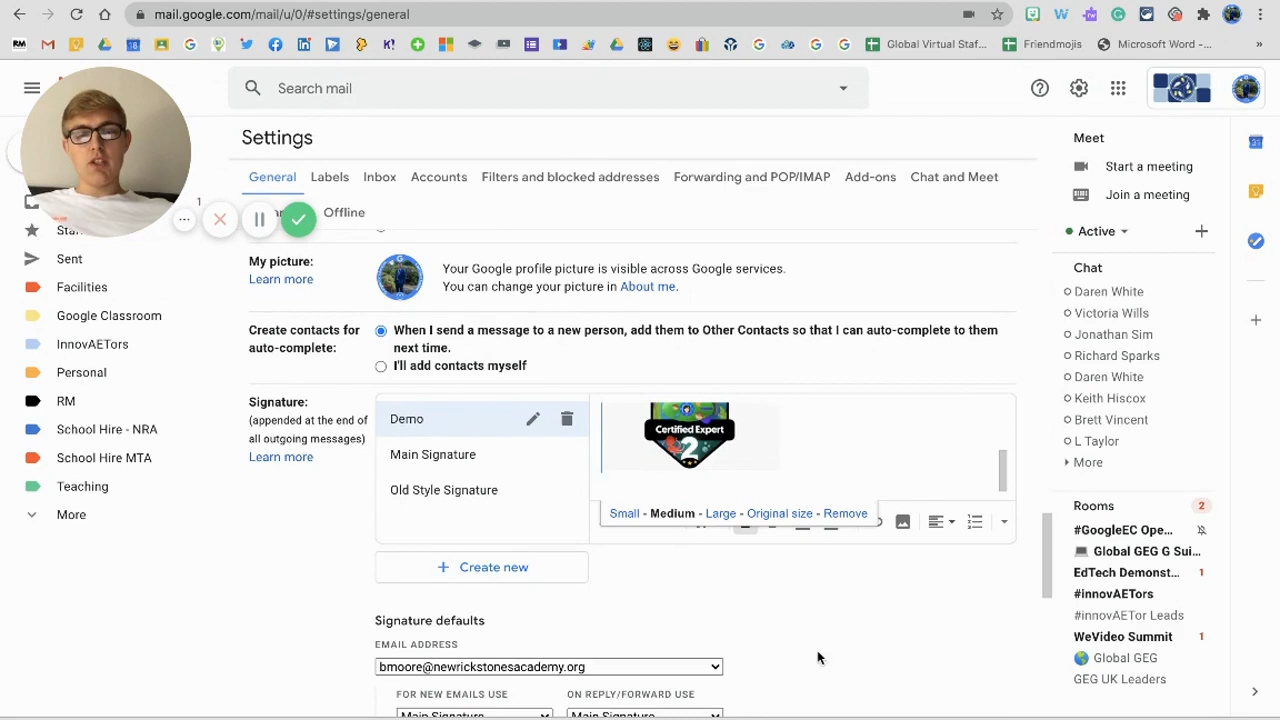 mail.google.com/mail/u/0/#settings/general
Global Virtual Staf...
Friendmojis
Microsoft Word -...
»
Search mail
Settings
General
Labels
Inbox
Accounts
Filters and blocked addresses
Forwarding and POP/IMAP
Add-ons
Chat and Meet
Offline
1
Sent
Facilities
Google Classroom
InnovAETors
Personal
RM
School Hire - NRA
School Hire MTA
Teaching
More
My picture:
Learn more
Your Google profile picture is visible across Google services.
You can change your picture in About me.
Create contacts for
auto-complete:
When I send a message to a new person, add them to Other Contacts so that I can auto-complete to them
next time.
I'll add contacts myself
Signature:
(appended at the end of
all outgoing messages)
Learn more
Demo
Main Signature
Old Style Signature
Certified Expert
2
Small - Medium - Large - Original size - Remove
+ Create new
Signature defaults
EMAIL ADDRESS
bmoore@newrickstonesacademy.org
FOR NEW EMAILS USE
ON REPLY/FORWARD USE
Main Signature
Main Signature
Meet
Start a meeting
Join a meeting
Active
Chat
Daren White
Victoria Wills
Jonathan Sim
Richard Sparks
Daren White
Keith Hiscox
Brett Vincent
L Taylor
More
Rooms
2
#GoogleEC Ope...
Global GEG G Sui...
EdTech Demonst...
1
#innovAETors
#innovAETor Leads
WeVideo Summit
1
Global GEG
GEG UK Leaders